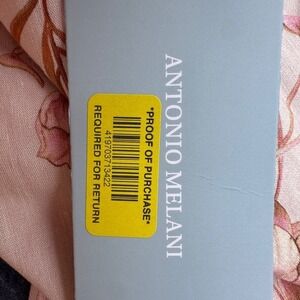 ANTONIO MELANI
*PROOF OF PURCHASE*
419703713422
REQUIRED FOR RETURN